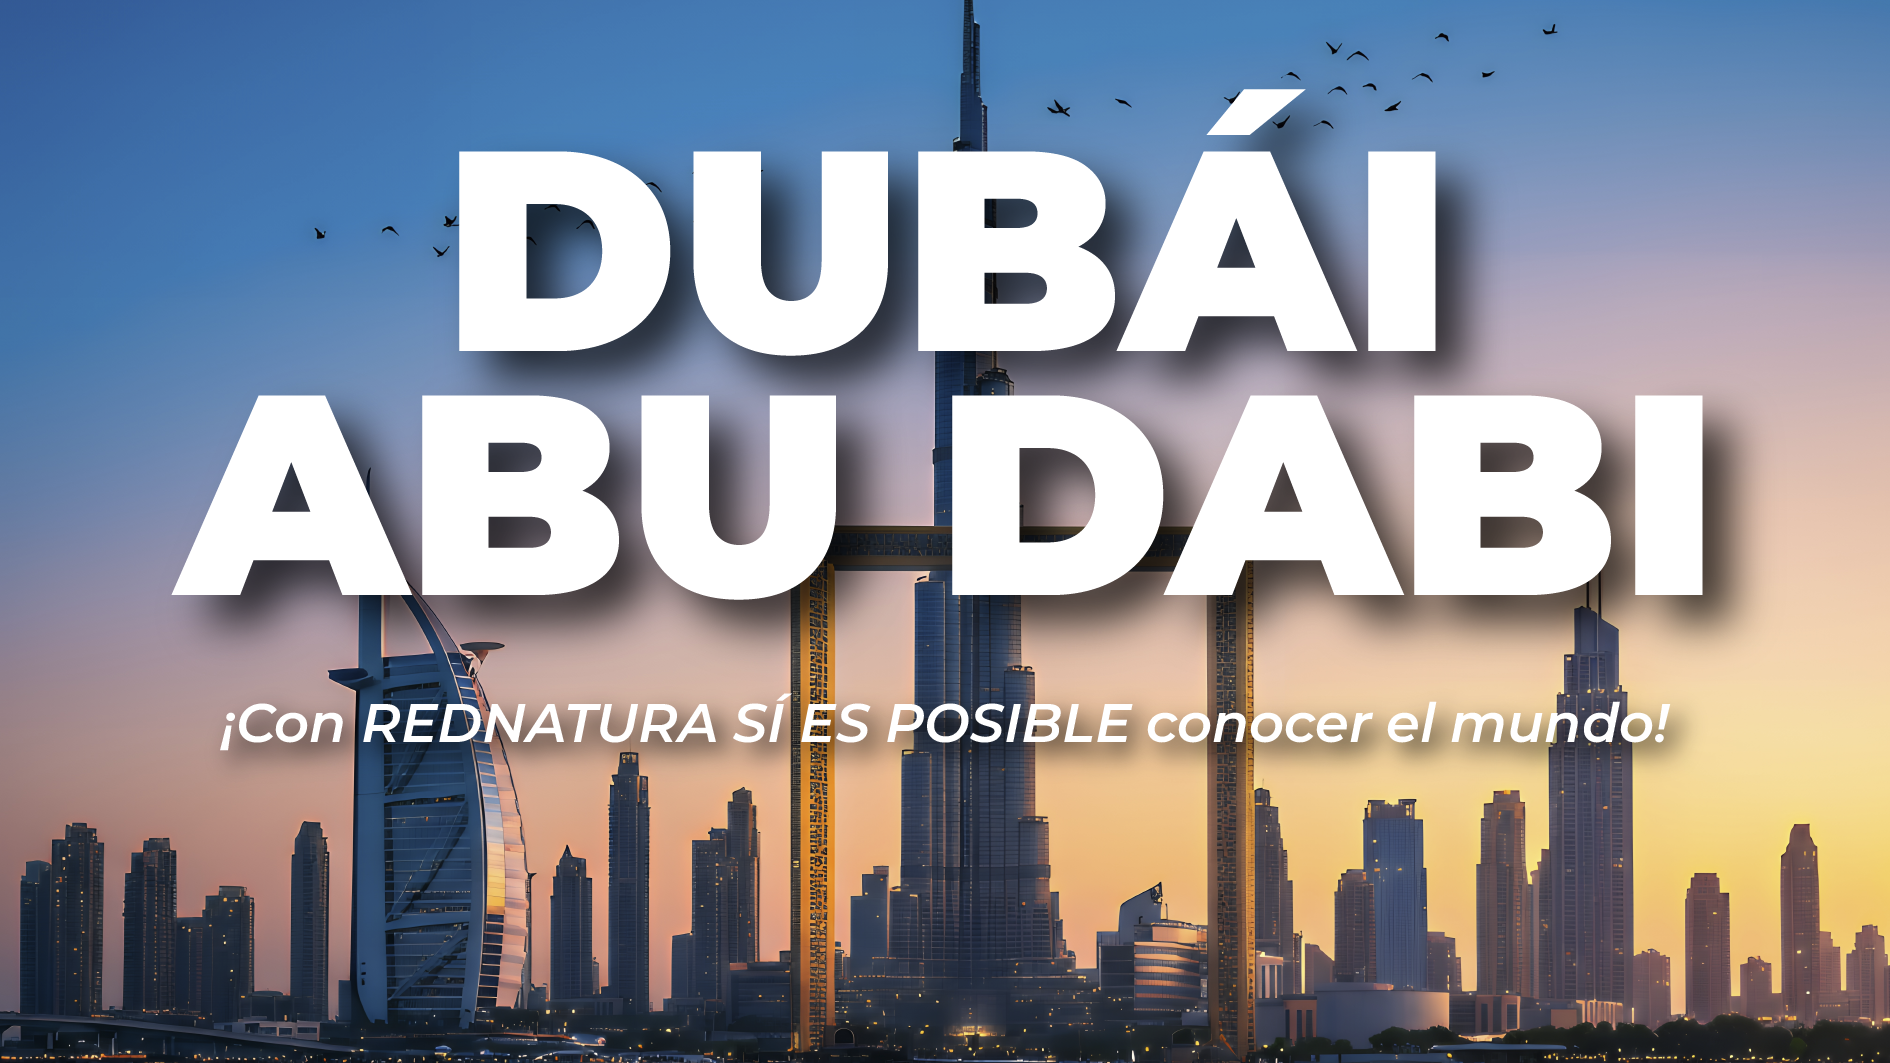 DUBÁI
ABU DABI
¡Con REDNATURA SÍ ES POSIBLE conocer el mundo!